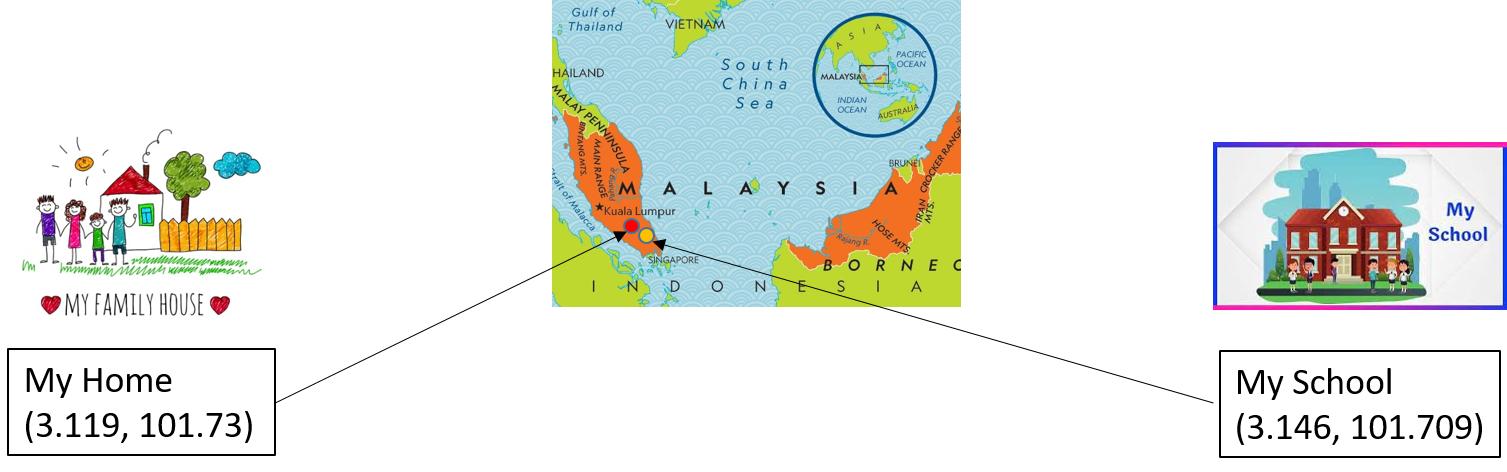 Gulf of
Thailand
VIETNAM
South
China
Sea
ASIA
PACIFIC
OCEAN
MALAYSIA
INDIAN
OCEAN
AUSTRALIA
HAILAND
MALAY PENNINSULA
BINTANG MTS.
MAIN RANGE
rait of Malacca
MALAYSIA
Kuala Lumpur
SINGAPORE
BRUNEI
CROCKER RANGE
IRAN
MTS.
HOSE MTS.
Rajang R.
BORNEO
INDONESIA
MY FAMILY HOUSE
My
School
My Home
(3.119, 101.73)
My School
(3.146, 101.709)